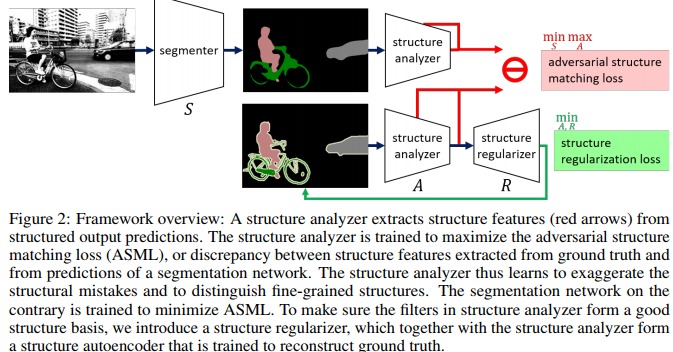 segmenter
S
structure
analyzer
min max
S A
adversarial structure
matching loss
structure
analyzer
A
structure
regularizer
R
min
A, R
structure
regularization loss
Figure 2: Framework overview: A structure analyzer extracts structure features (red arrows) from
structured output predictions. The structure analyzer is trained to maximize the adversarial structure
matching loss (ASML), or discrepancy between structure features extracted from ground truth and
from predictions of a segmentation network. The structure analyzer thus learns to exaggerate the
structural mistakes and to distinguish fine-grained structures. The segmentation network on the
contrary is trained to minimize ASML. To make sure the filters in structure analyzer form a good
structure basis, we introduce a structure regularizer, which together with the structure analyzer form
a structure autoencoder that is trained to reconstruct ground truth.